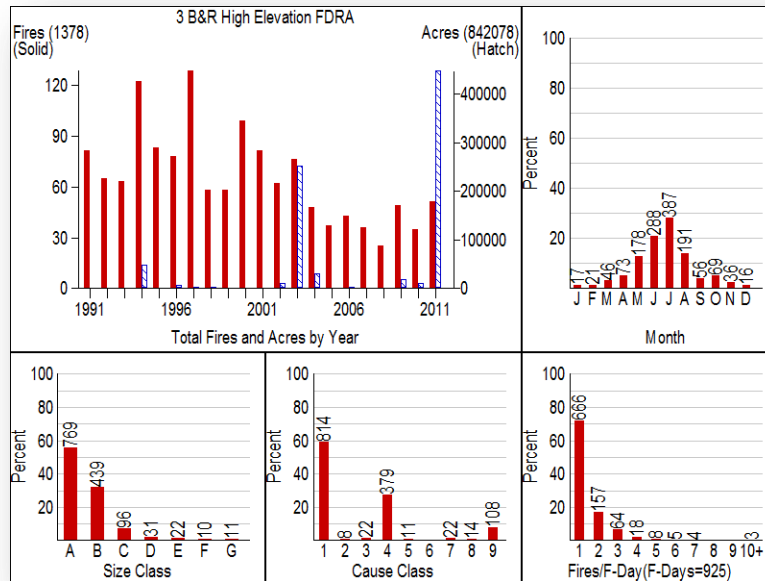 3 B&R High Elevation FDRA
Fires (1378)
(Solid)
Acres (842078)
(Hatch)
120
90
60
30
0
400000
300000
200000
100000
0
1991 1996 2001 2006 2011
Total Fires and Acres by Year
100
80
60
40
20
Percent
17 21 46 73 178 288 387 191 56 69 36 16
J F M A M J J A S O N D
Month
100
80
60
40
20
Percent
769 439 96 31 22 10 11
A B C D E F G
Size Class
100
80
60
40
20
Percent
814 8 22 379 11 22 14 108
1 2 3 4 5 6 7 8 9
Cause Class
100
80
60
40
20
Percent
666 157 64 18 8 5 4 3
1 2 3 4 5 6 7 8 9 10+
Fires/F-Day(F-Days=925)